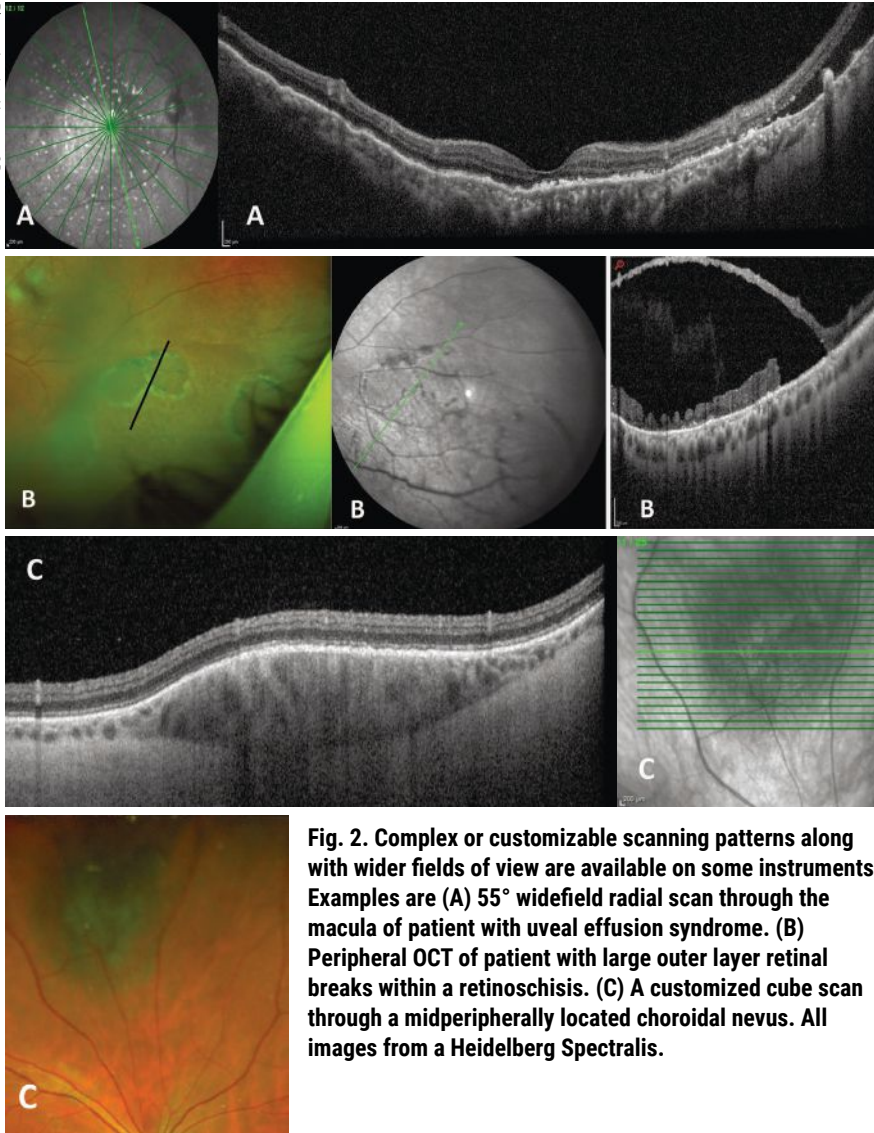 A
A
B
B
B
C
C
200 µm
C
Fig. 2. Complex or customizable scanning patterns along
with wider fields of view are available on some instruments
Examples are (A) 55° widefield radial scan through the
macula of patient with uveal effusion syndrome. (B)
Peripheral OCT of patient with large outer layer retinal
breaks within a retinoschisis. (C) A customized cube scan
through a midperipherally located choroidal nevus. All
images from a Heidelberg Spectralis.